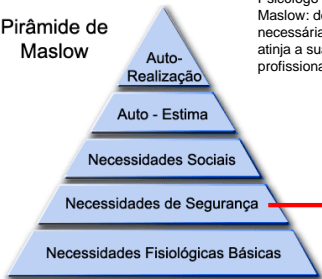 Pirâmide de
Maslow
Psicólogo
Maslow:
necessária
atinja a sua
profissiona
Auto-
Realização
Auto - Estima
Necessidades Sociais
Necessidades de Segurança
Necessidades Fisiológicas Básicas